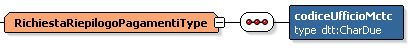 RichiestaRiepilogoPagamentiType
codiceUfficioMctc
type dtt:CharDue